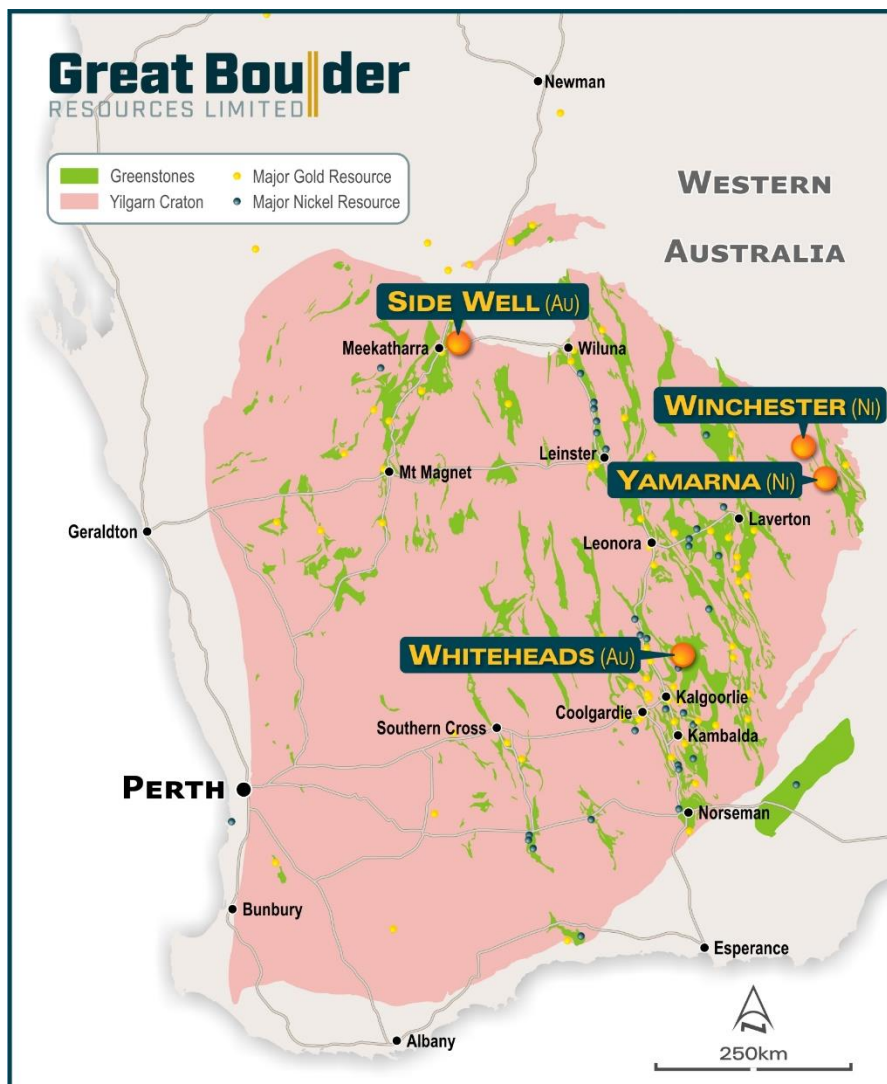 Great Boulder
RESOURCES LIMITED
Greenstones
Major Gold Resource
Yilgarn Craton
Major Nickel Resource
Newman
WESTERN
AUSTRALIA
SIDE WELL (AU)
Meekatharra
Wiluna
WINCHESTER (NI)
Leinster
YAMARNA (NI)
Mt Magnet
Laverton
Geraldton
Leonora
WHITEHEADS (AU)
Kalgoorlie
Coolgardie
Southern Cross
Kambalda
PERTH
Norseman
Bunbury
Esperance
N
Albany
250km